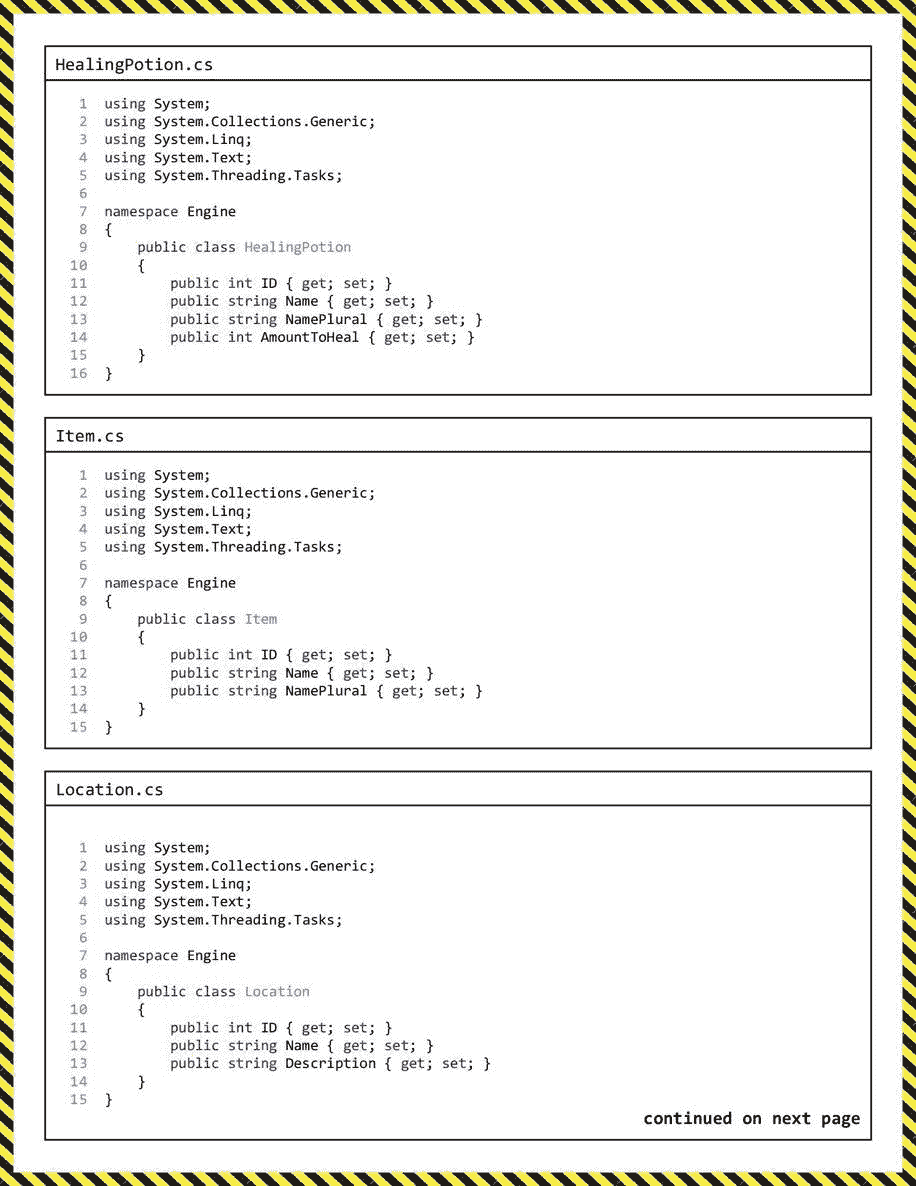 HealingPotion.cs
1 using System;
2 using System.Collections.Generic;
3 using System.Linq;
4 using System.Text;
5 using System.Threading.Tasks;
6
7 namespace Engine
8 {
9     public class HealingPotion
10     {
11         public int ID { get; set; }
12         public string Name { get; set; }
13         public string NamePlural { get; set; }
14         public int AmountToHeal { get; set; }
15     }
16 }
Item.cs
1 using System;
2 using System.Collections.Generic;
3 using System.Linq;
4 using System.Text;
5 using System.Threading.Tasks;
6
7 namespace Engine
8 {
9     public class Item
10     {
11         public int ID { get; set; }
12         public string Name { get; set; }
13         public string NamePlural { get; set; }
14     }
15 }
Location.cs
1 using System;
2 using System.Collections.Generic;
3 using System.Linq;
4 using System.Text;
5 using System.Threading.Tasks;
6
7 namespace Engine
8 {
9     public class Location
10     {
11         public int ID { get; set; }
12         public string Name { get; set; }
13         public string Description { get; set; }
14     }
15 }
continued on next page